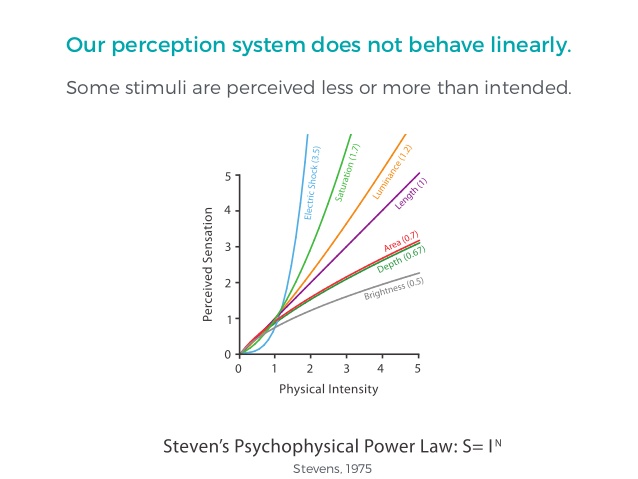 Our perception system does not behave linearly.
Some stimuli are perceived less or more than intended.
Perceived Sensation
5
4
3
2
1
0
Electric Shock (3.5)
Saturation (1.7)
Luminance (1.2)
Length (1)
Area (0.7)
Depth (0.67)
Brightness (0.5)
0 1 2 3 4 5
Physical Intensity
Steven's Psychophysical Power Law: S= I^N
Stevens, 1975